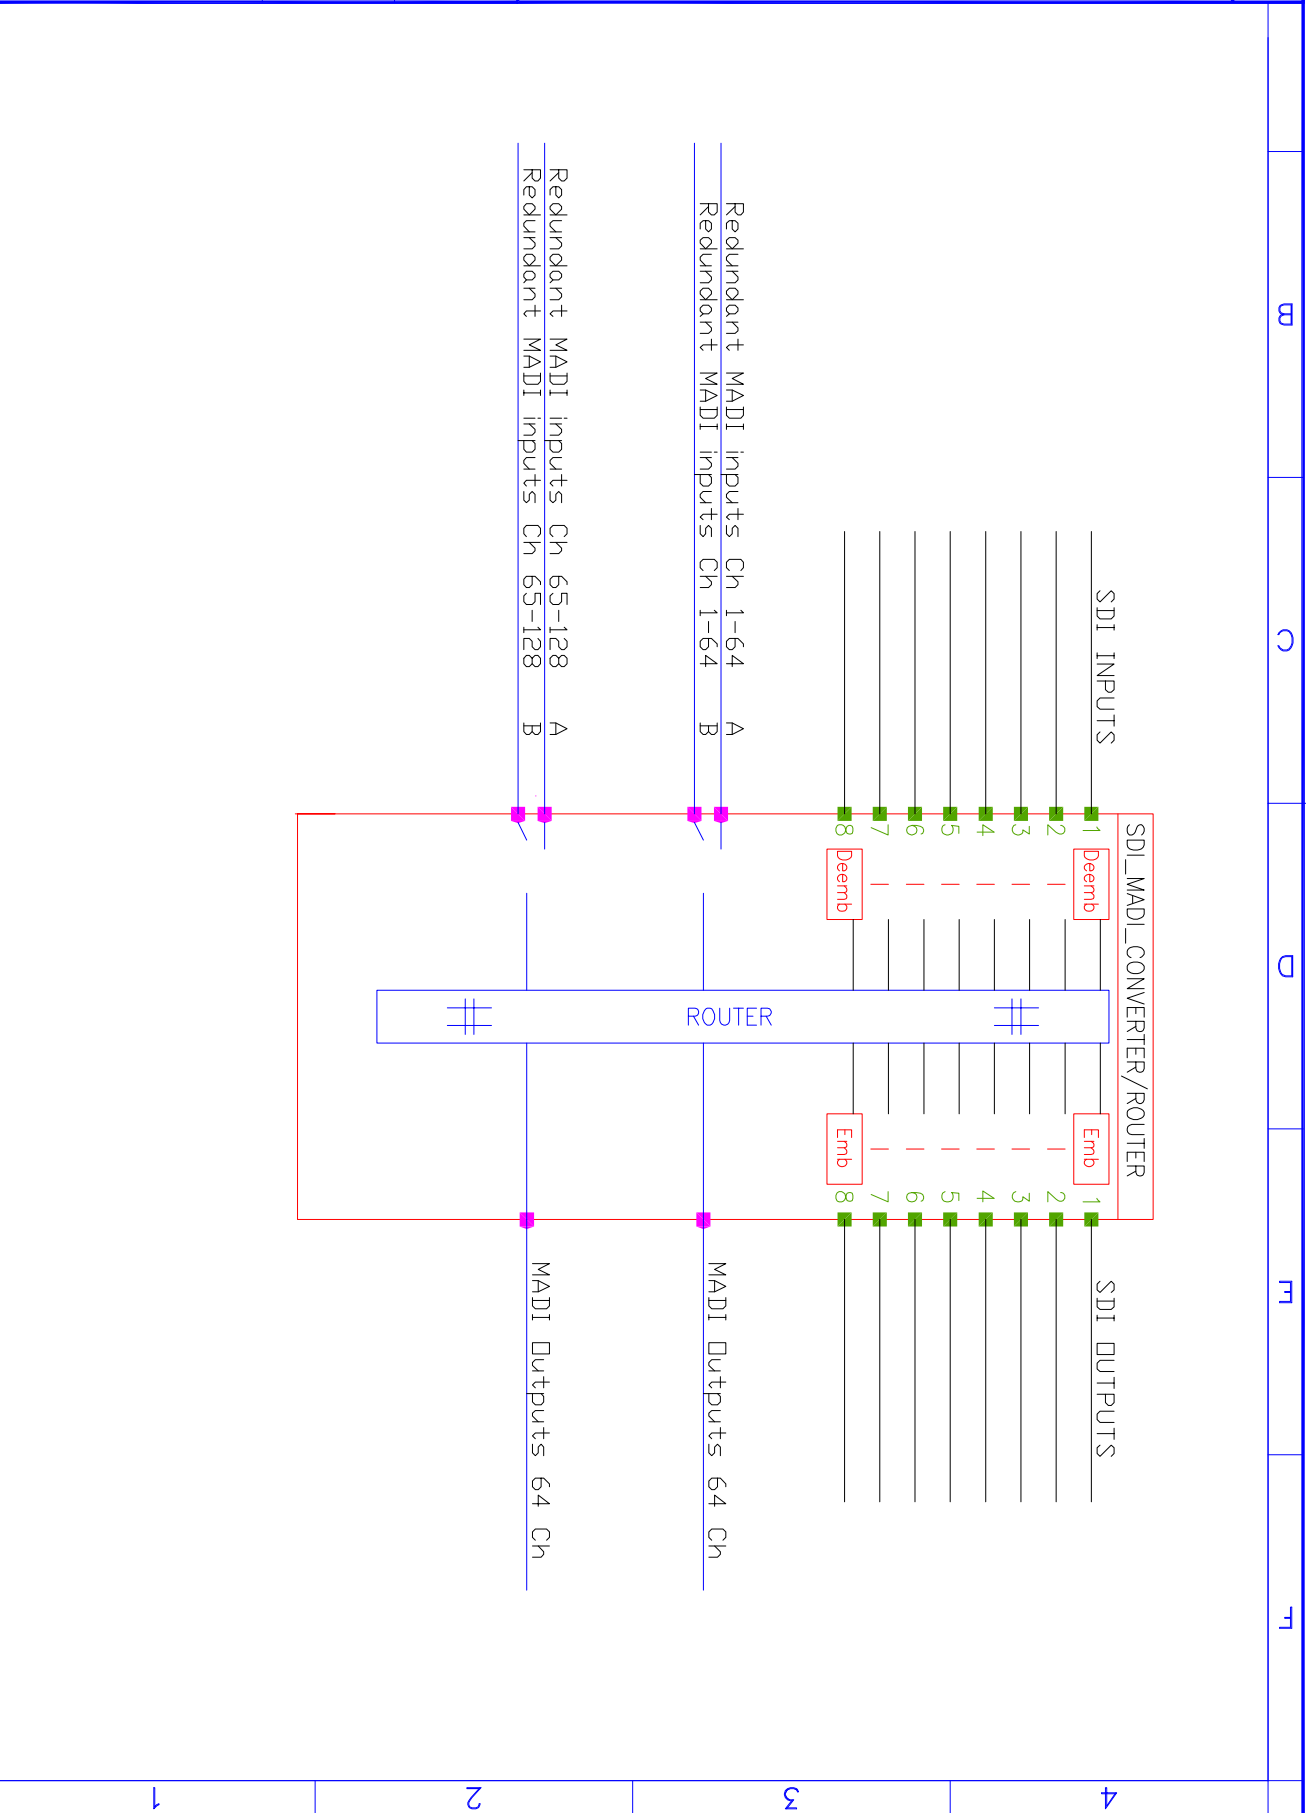 B
C
D
E
F
SDI INPUTS
SDI_MADI_CONVERTER/ROUTER
SDI OUTPUTS
1
2
3
4
5
6
7
8
Deemb
Deemb
Emb
Emb
1
2
3
4
5
6
7
8
Redundant MADI inputs Ch 1-64 A
Redundant MADI inputs Ch 1-64 B
ROUTER
MADI Outputs 64 Ch
Redundant MADI inputs Ch 65-128 A
Redundant MADI inputs Ch 65-128 B
MADI Outputs 64 Ch
4
3
2
1